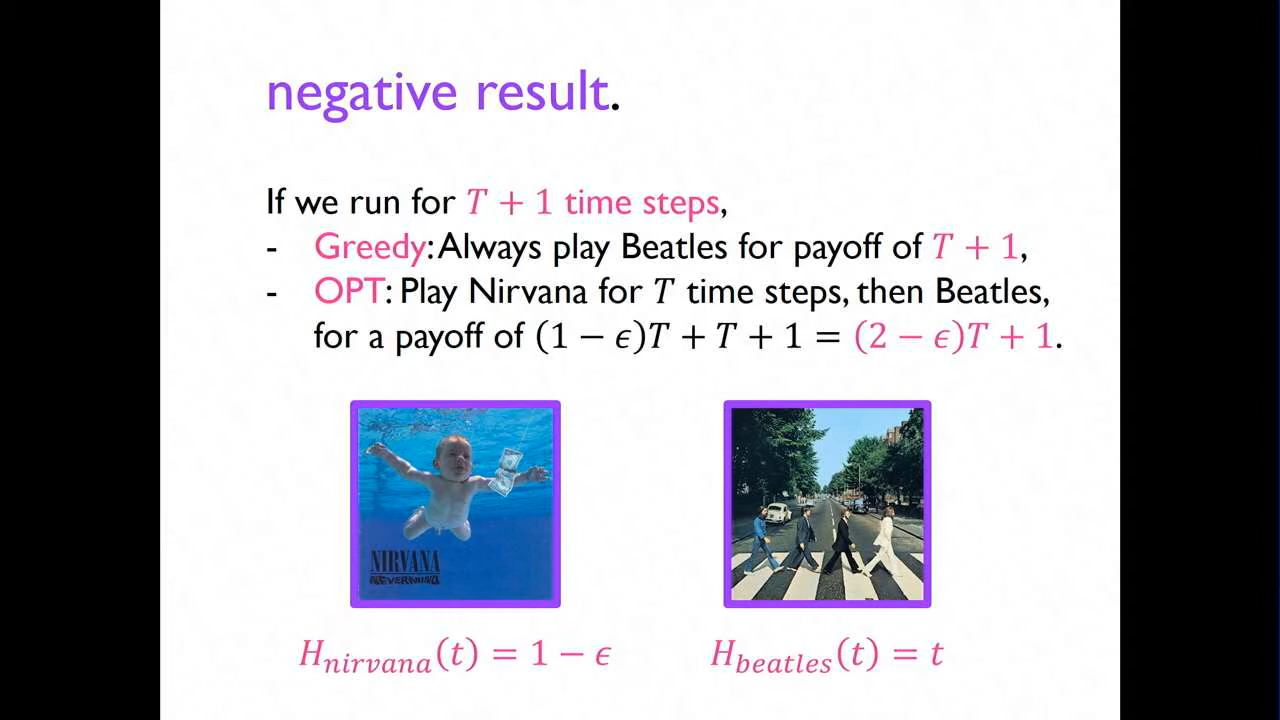 negative result.
If we run for T + 1 time steps,
- Greedy: Always play Beatles for payoff of T + 1,
- OPT: Play Nirvana for T time steps, then Beatles,
for a payoff of (1 − ϵ)T + T + 1 = (2 − ϵ)T + 1.
NIRVANA
NEVERMIND
H_nirvana(t) = 1 − ϵ
H_beatles(t) = t